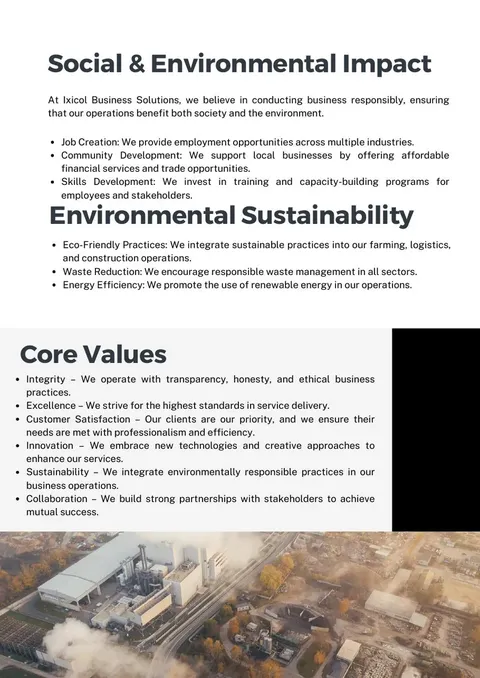 Social & Environmental Impact
At Ixicol Business Solutions, we believe in conducting business responsibly, ensuring
that our operations benefit both society and the environment.
• Job Creation: We provide employment opportunities across multiple industries.
• Community Development: We support local businesses by offering affordable
financial services and trade opportunities.
• Skills Development: We invest in training and capacity-building programs for
employees and stakeholders.
Environmental Sustainability
• Eco-Friendly Practices: We integrate sustainable practices into our farming, logistics,
and construction operations.
• Waste Reduction: We encourage responsible waste management in all sectors.
• Energy Efficiency: We promote the use of renewable energy in our operations.
Core Values
• Integrity – We operate with transparency, honesty, and ethical business
practices.
• Excellence – We strive for the highest standards in service delivery.
• Customer Satisfaction – Our clients are our priority, and we ensure their
needs are met with professionalism and efficiency.
• Innovation – We embrace new technologies and creative approaches to
enhance our services.
• Sustainability – We integrate environmentally responsible practices in our
business operations.
• Collaboration – We build strong partnerships with stakeholders to achieve
mutual success.